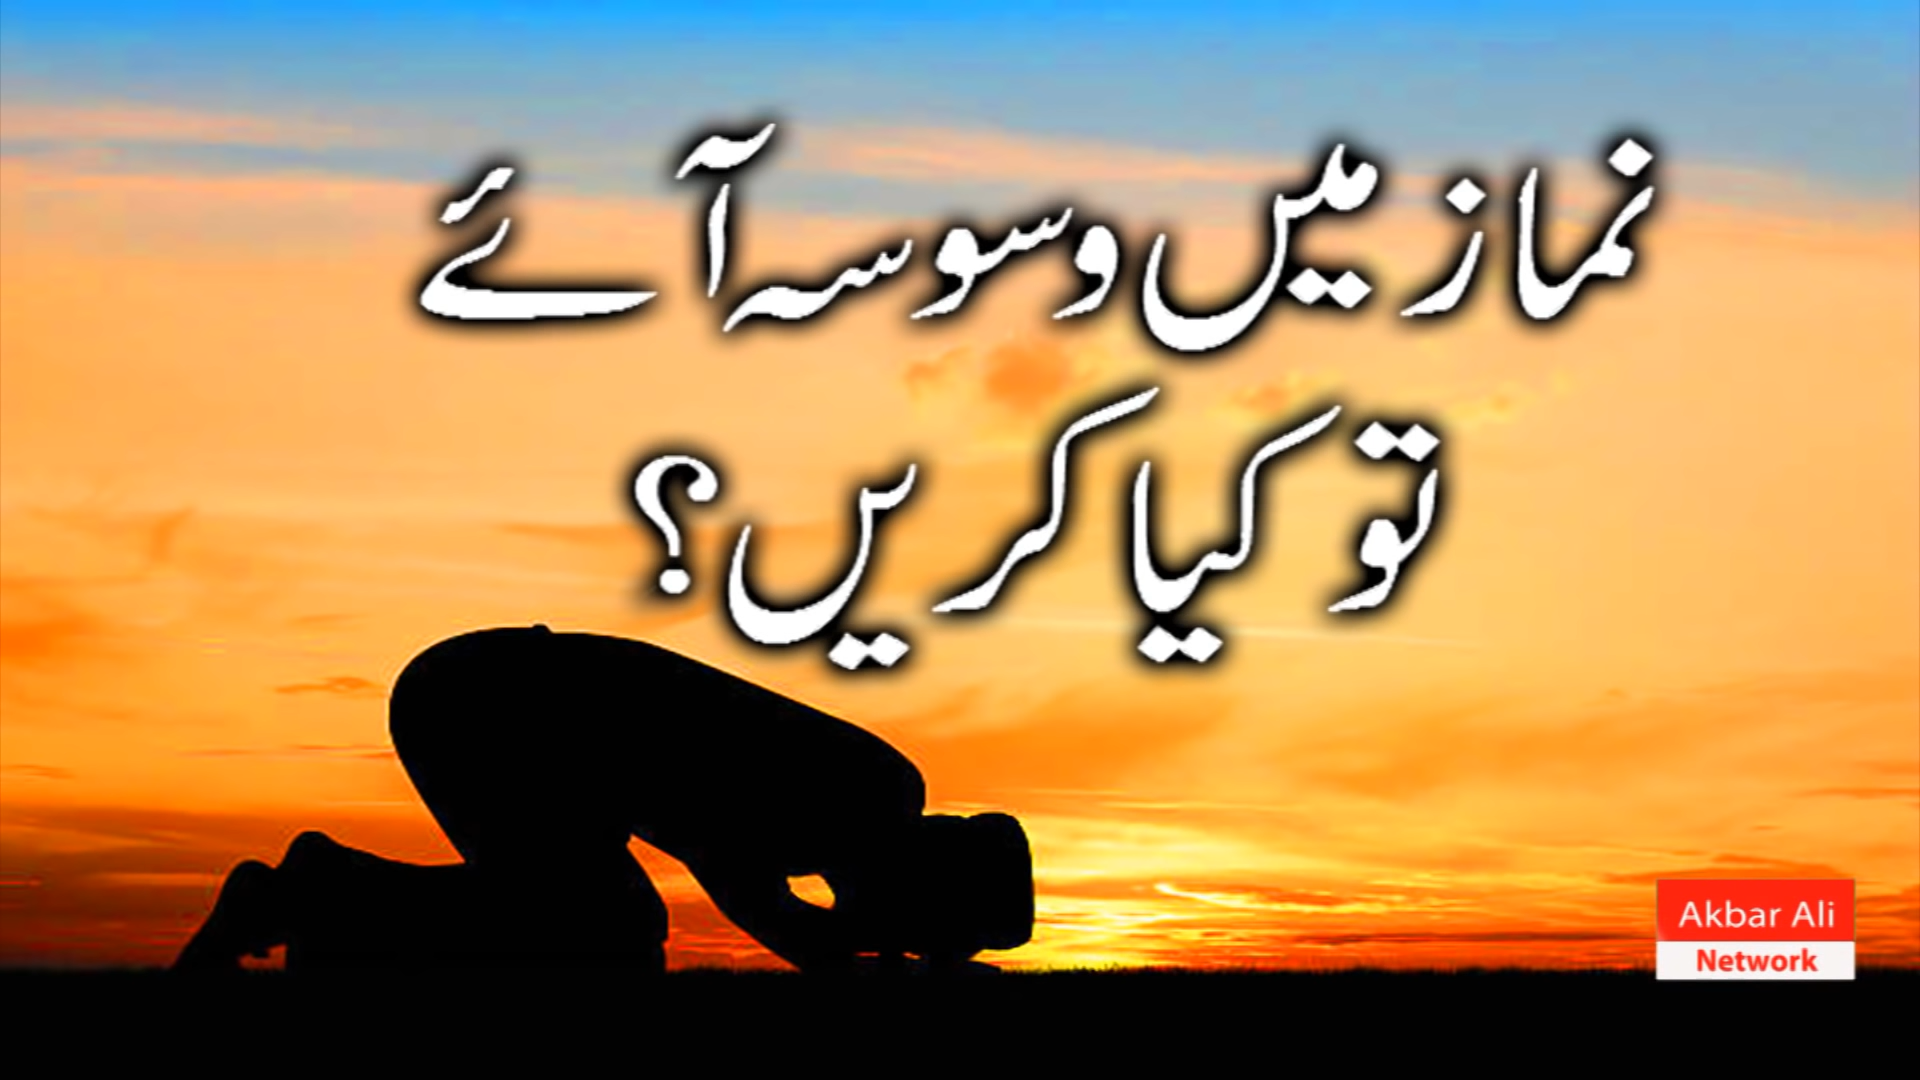 نماز میں وسوسہ آئے
تو کیا کریں؟
Akbar Ali
Network